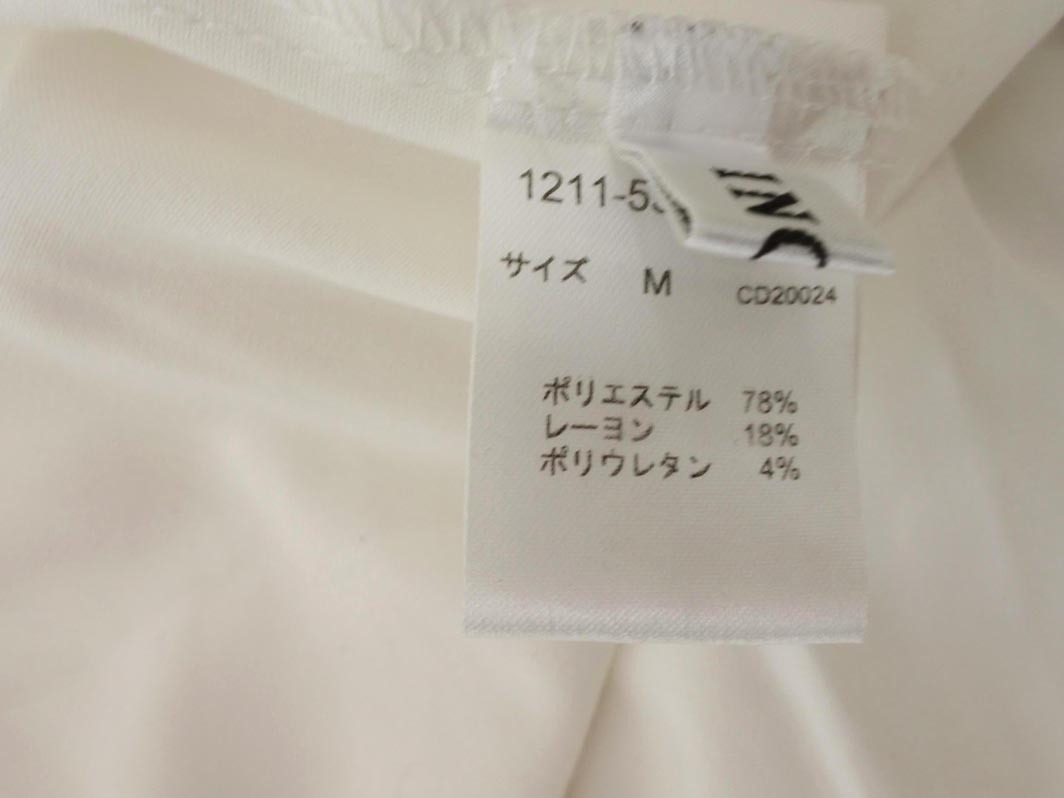 1211-5
サイズ M
CD20024
ポリエステル 78%
レーヨン 18%
ポリウレタン 4%